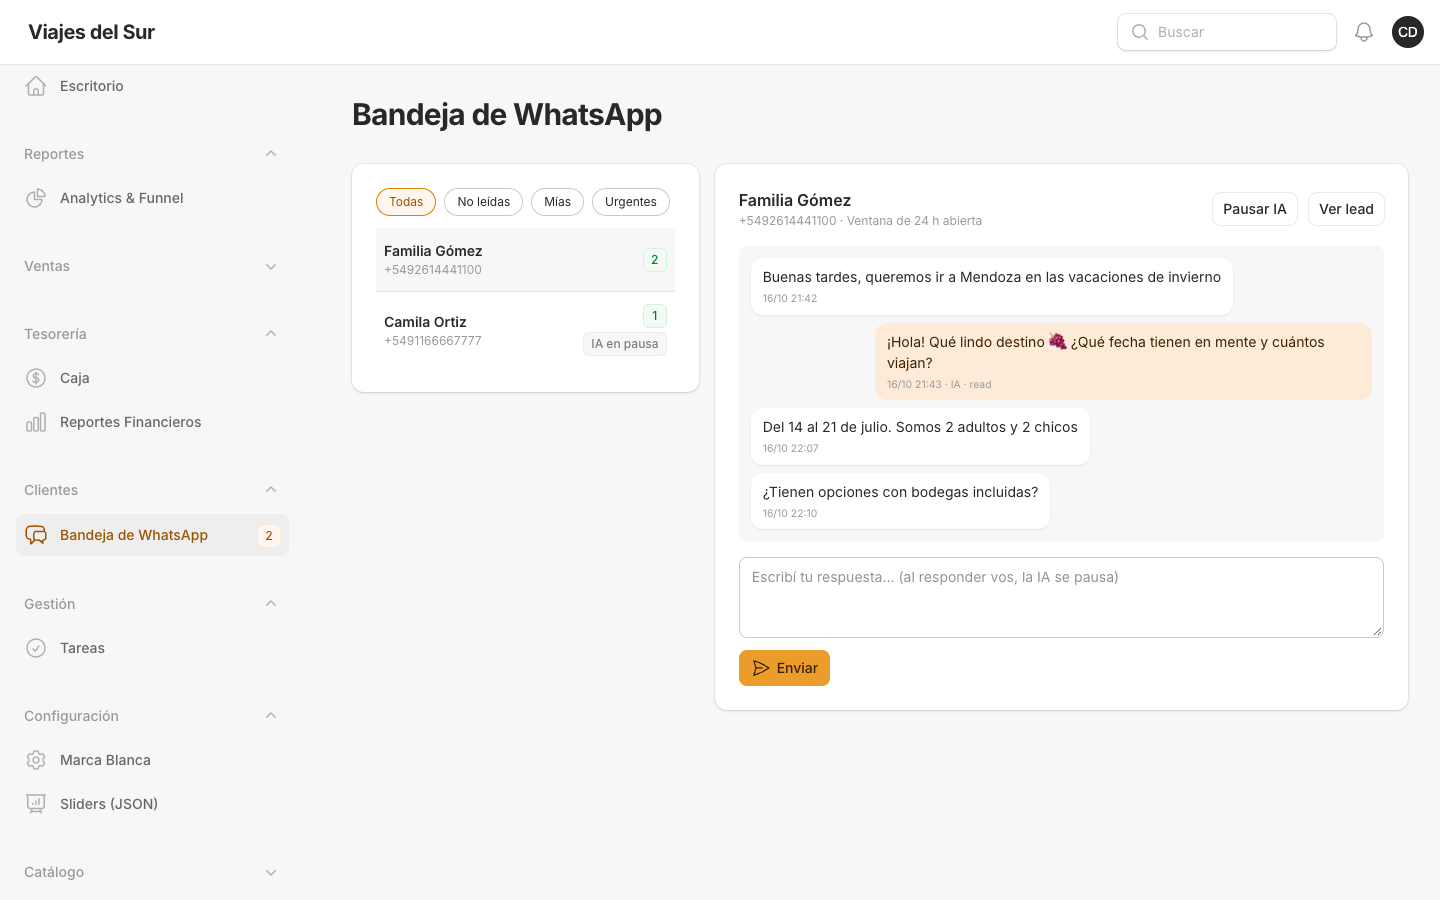 Viajes del Sur
Buscar
CD
Escritorio
Reportes
Analytics & Funnel
Ventas
Tesorería
Caja
Reportes Financieros
Clientes
Bandeja de WhatsApp
2
Gestión
Tareas
Configuración
Marca Blanca
Sliders (JSON)
Catálogo
Bandeja de WhatsApp
Todas
No leídas
Mías
Urgentes
Familia Gómez
+5492614441100
2
Camila Ortiz
+5491166667777
1
IA en pausa
Familia Gómez
+5492614441100 · Ventana de 24 h abierta
Pausar IA
Ver lead
Buenas tardes, queremos ir a Mendoza en las vacaciones de invierno
16/10 21:42
¡Hola! Qué lindo destino 🍇 ¿Qué fecha tienen en mente y cuántos
viajan?
16/10 21:43 · IA · read
Del 14 al 21 de julio. Somos 2 adultos y 2 chicos
16/10 22:07
¿Tienen opciones con bodegas incluidas?
16/10 22:10
Escribí tu respuesta... (al responder vos, la IA se pausa)
Enviar